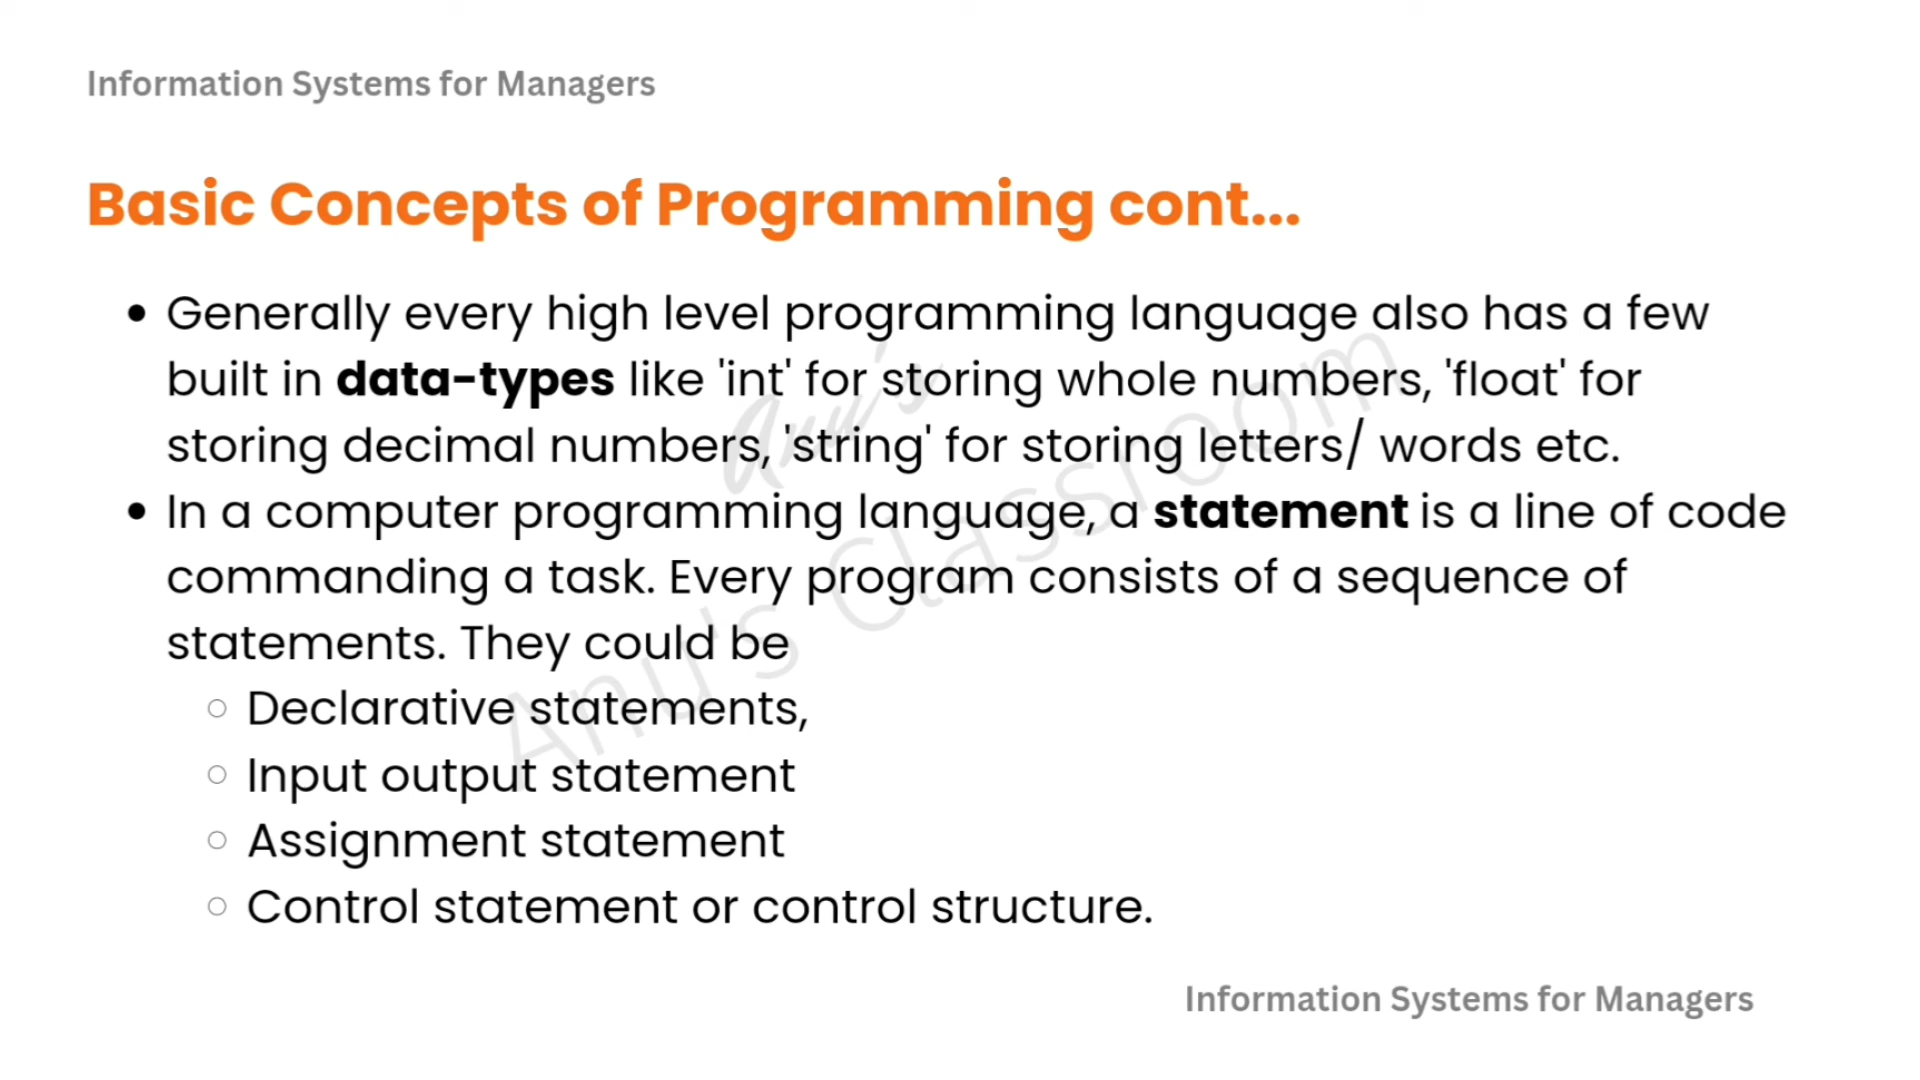 Information Systems for Managers
Basic Concepts of Programming cont...
• Generally every high level programming language also has a few
built in data-types like 'int' for storing whole numbers, 'float' for
storing decimal numbers, 'string' for storing letters/ words etc.
• In a computer programming language, a statement is a line of code
commanding a task. Every program consists of a sequence of
statements. They could be
○ Declarative statements,
○ Input output statement
○ Assignment statement
○ Control statement or control structure.
Anu's
Anu's Classroom
Information Systems for Managers